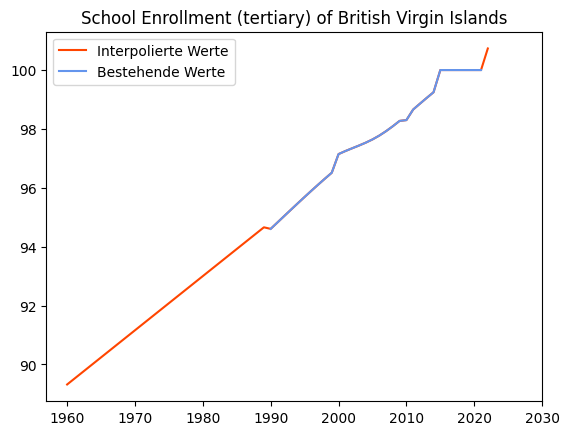 School Enrollment (tertiary) of British Virgin Islands
Interpolierte Werte
Bestehende Werte
100
98
96
94
92
90
1960 1970 1980 1990 2000 2010 2020 2030